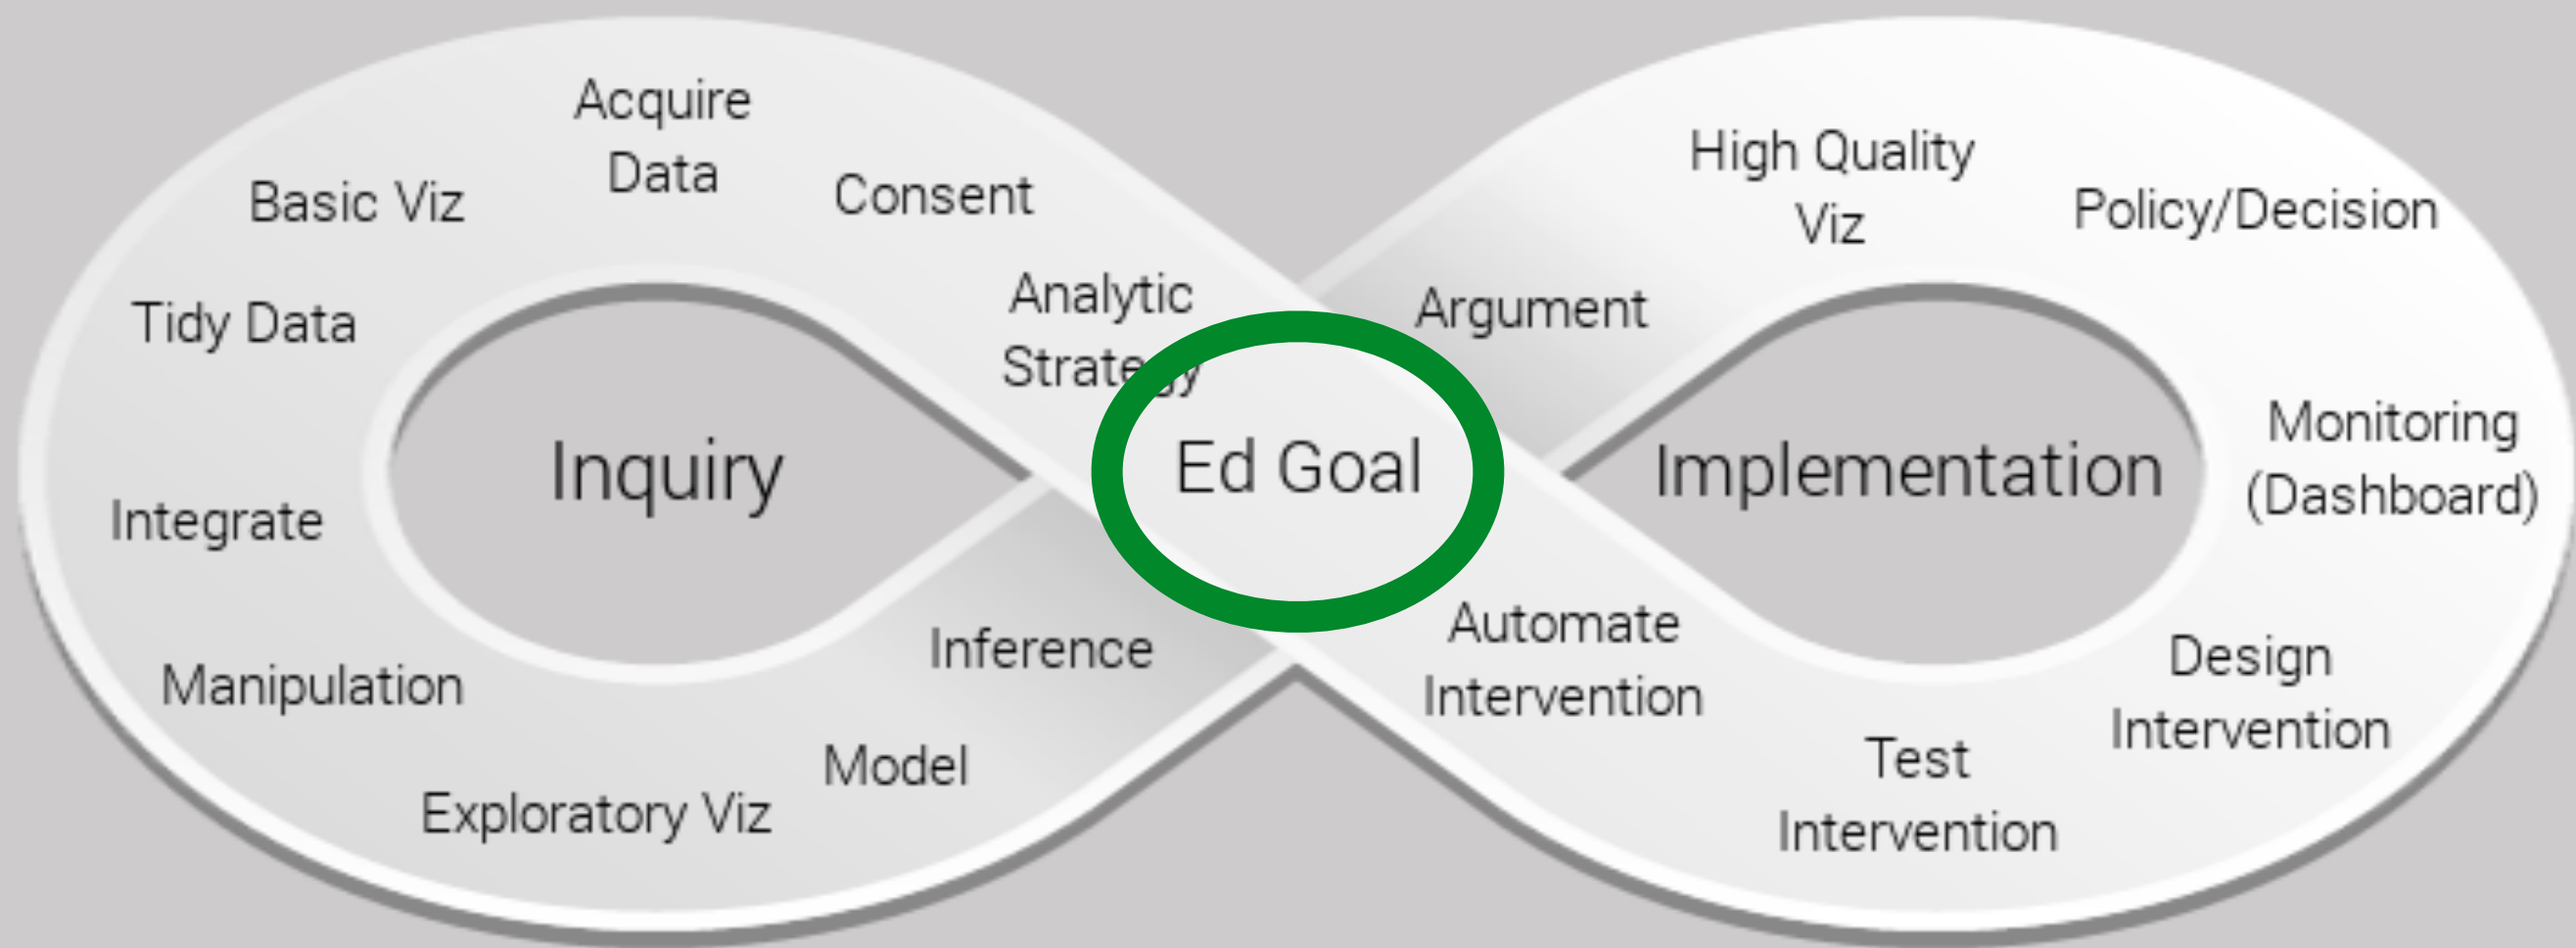 Acquire
Data
Consent
Basic Viz
Tidy Data
Analytic
Strategy
Inquiry
Integrate
Manipulation
Exploratory Viz
Model
Inference
Ed Goal
Argument
High Quality
Viz
Policy/Decision
Implementation
Monitoring
(Dashboard)
Design
Intervention
Test
Intervention
Automate
Intervention